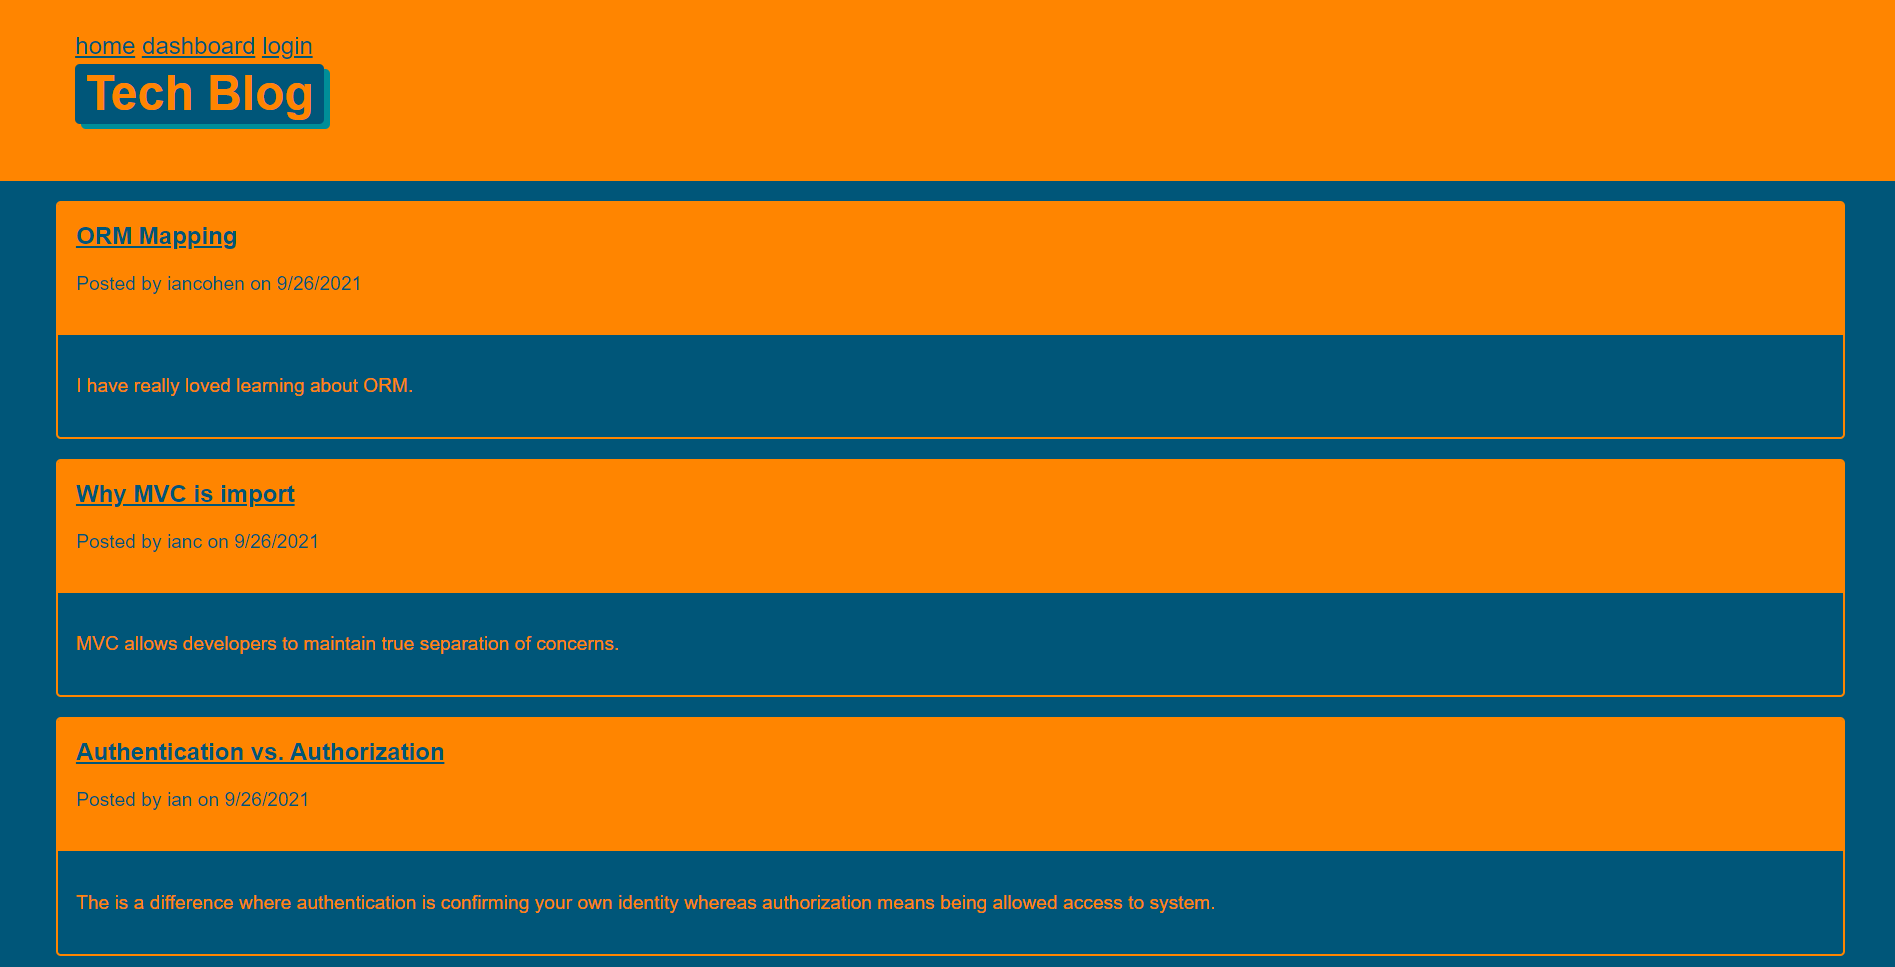 home dashboard login
Tech Blog
ORM Mapping
Posted by iancohen on 9/26/2021
I have really loved learning about ORM.
Why MVC is import
Posted by ianc on 9/26/2021
MVC allows developers to maintain true separation of concerns.
Authentication vs. Authorization
Posted by ian on 9/26/2021
The is a difference where authentication is confirming your own identity whereas authorization means being allowed access to system.